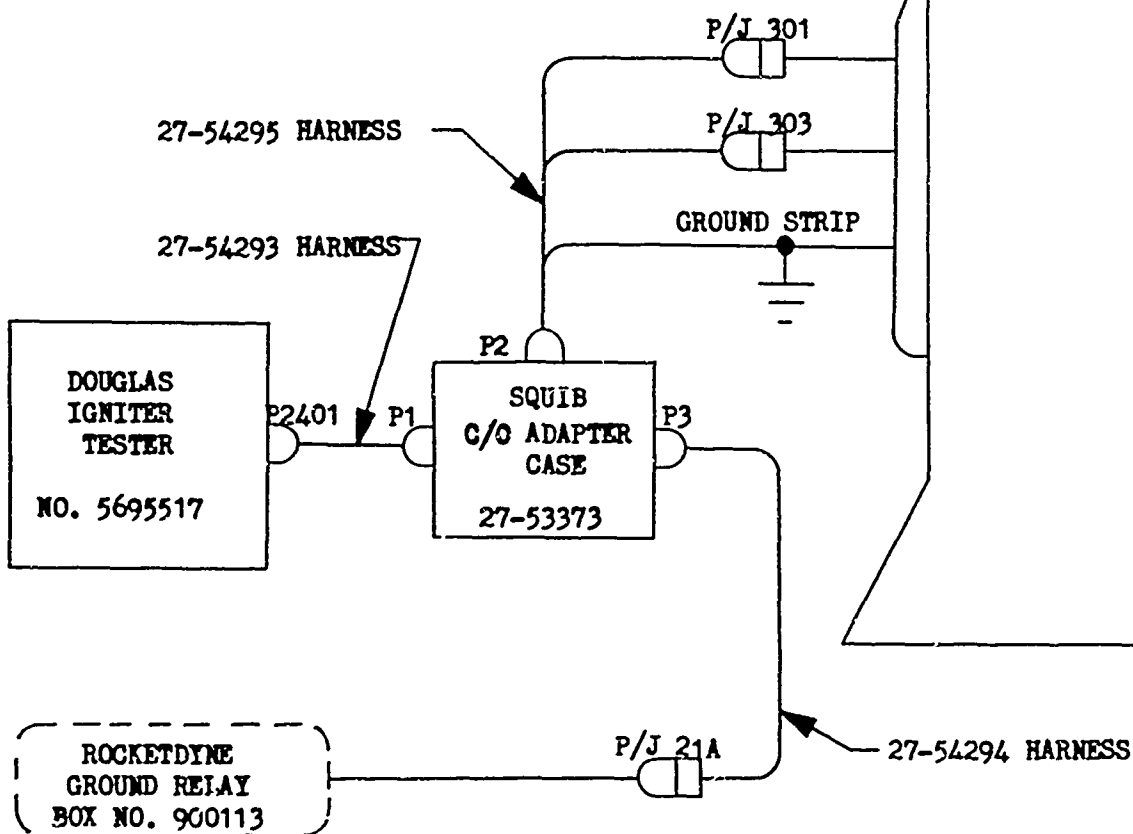 P/J 301
27-54295 HARNESS
P/J 303
27-54293 HARNESS
GROUND STRIP
DOUGLAS
IGNITER
TESTER
NO. 5695517
P2401
P1
P2
SQUIB
C/O ADAPTER
CASE
27-53373
P3
ROCKETDYNE
GROUND RELAY
BOX NO. 900113
P/J 21A
27-54294 HARNESS